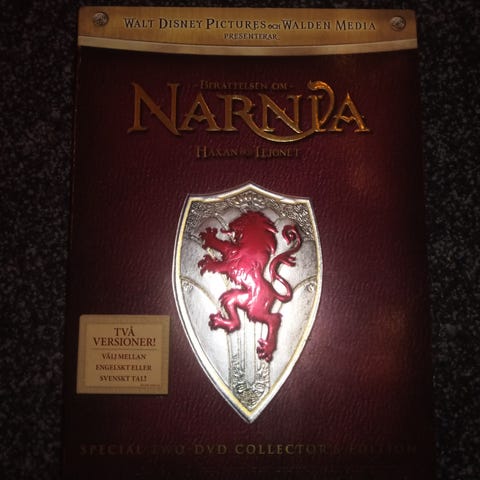 WALT DISNEY PICTURES OCH WALDEN MEDIA
PRESENTERAR
BERÄTTELSEN OM
NARNIA
HÄXAN OCH LEJONET
TVÅ
VERSIONER!
VÄLJ MELLAN
ENGELSKT ELLER
SVENSKT TAL!
SPECIAL TWO-DVD COLLECTOR'S EDITION